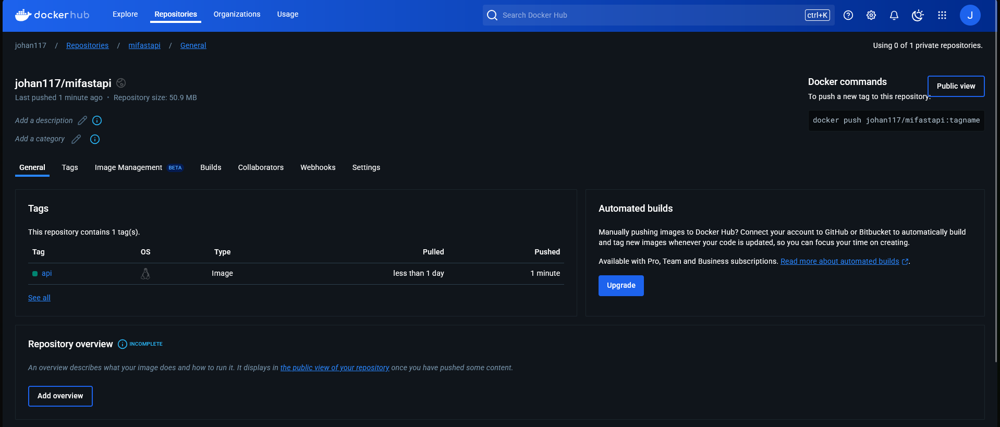 dockerhub Explore Repositories Organizations Usage Search Docker Hub ctrl+K J
johan117 / Repositories / mifastapi / General Using 0 of 1 private repositories.
johan117/mifastapi
Last pushed 1 minute ago • Repository size: 50.9 MB
Add a description
Add a category
Docker commands
Public view
To push a new tag to this repository:
docker push johan117/mifastapi:tagname
General Tags Image Management BETA Builds Collaborators Webhooks Settings
Tags
This repository contains 1 tag(s).
Tag OS Type Pulled Pushed
api Image less than 1 day 1 minute
See all
Automated builds
Manually pushing images to Docker Hub? Connect your account to GitHub or Bitbucket to automatically build
and tag new images whenever your code is updated, so you can focus your time on creating.
Available with Pro, Team and Business subscriptions. Read more about automated builds .
Upgrade
Repository overview INCOMPLETE
An overview describes what your image does and how to run it. It displays in the public view of your repository once you have pushed some content.
Add overview